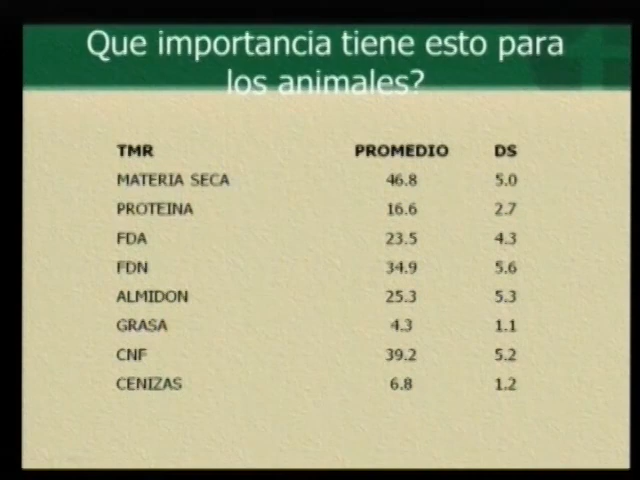 Que importancia tiene esto para
los animales?
TMR PROMEDIO DS
MATERIA SECA 46.8 5.0
PROTEINA 16.6 2.7
FDA 23.5 4.3
FDN 34.9 5.6
ALMIDON 25.3 5.3
GRASA 4.3 1.1
CNF 39.2 5.2
CENIZAS 6.8 1.2